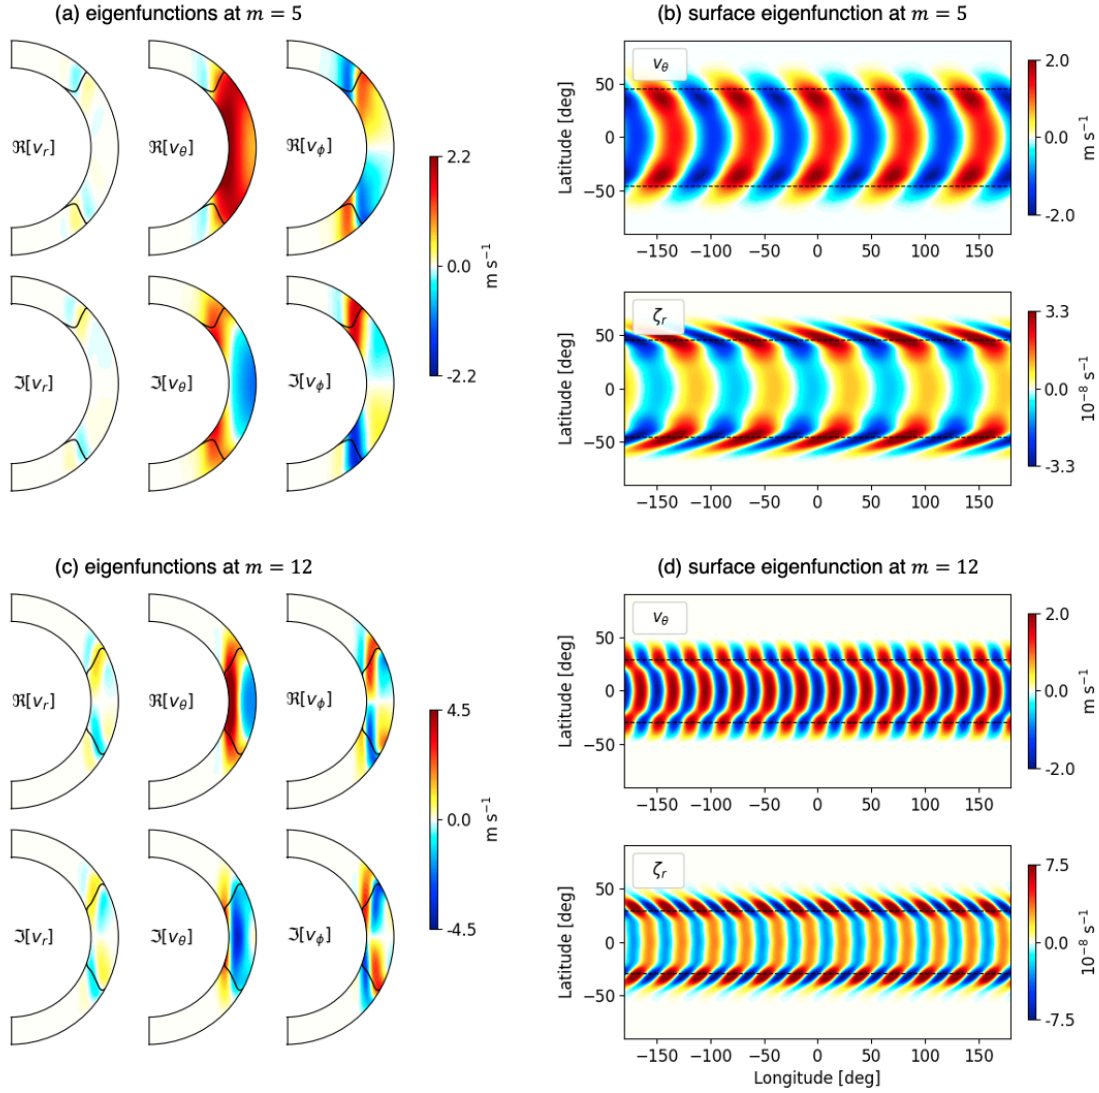 (a) eigenfunctions at m = 5
ℜ[v_r]
ℜ[v_θ]
ℜ[v_ϕ]
ℑ[v_r]
ℑ[v_θ]
ℑ[v_ϕ]
2.2
0.0
-2.2
m s⁻¹
(b) surface eigenfunction at m = 5
v_θ
Latitude [deg]
50
0
−50
−150 −100 −50 0 50 100 150
2.0
0.0
-2.0
m s⁻¹
ζ_r
Latitude [deg]
50
0
−50
−150 −100 −50 0 50 100 150
3.3
0.0
-3.3
10⁻⁸ s⁻¹
(c) eigenfunctions at m = 12
ℜ[v_r]
ℜ[v_θ]
ℜ[v_ϕ]
ℑ[v_r]
ℑ[v_θ]
ℑ[v_ϕ]
4.5
0.0
-4.5
m s⁻¹
(d) surface eigenfunction at m = 12
v_θ
Latitude [deg]
50
0
−50
−150 −100 −50 0 50 100 150
2.0
0.0
-2.0
m s⁻¹
ζ_r
Latitude [deg]
50
0
−50
−150 −100 −50 0 50 100 150
Longitude [deg]
7.5
0.0
-7.5
10⁻⁸ s⁻¹